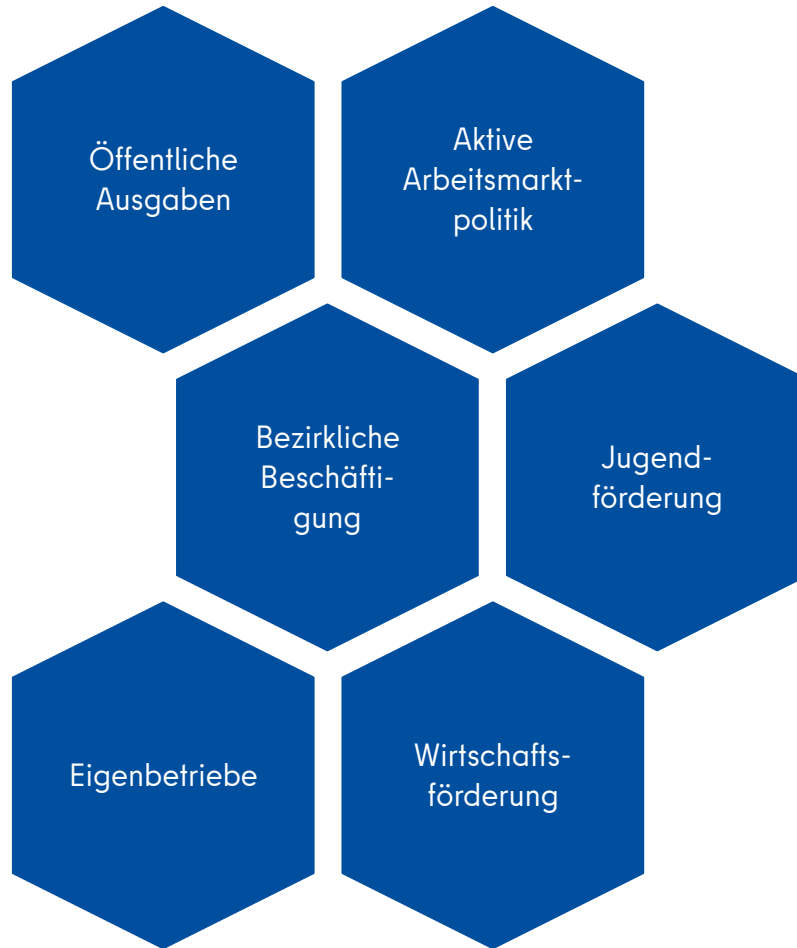 Öffentliche
Ausgaben
Aktive
Arbeitsmarkt-
politik
Bezirkliche
Beschäfti-
gung
Jugend-
förderung
Eigenbetriebe
Wirtschafts-
förderung